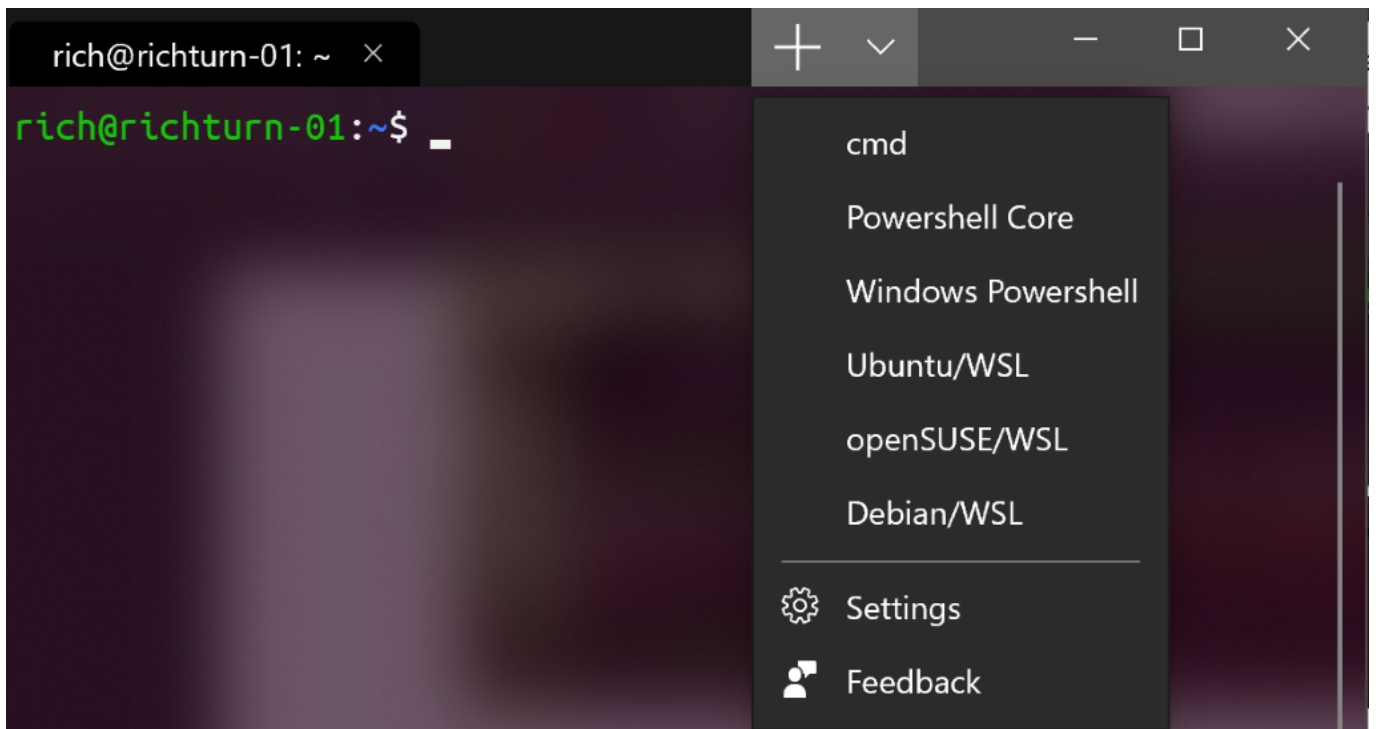 rich@richturn-01: ~
rich@richturn-01:~$ _
cmd
Powershell Core
Windows Powershell
Ubuntu/WSL
openSUSE/WSL
Debian/WSL
Settings
Feedback